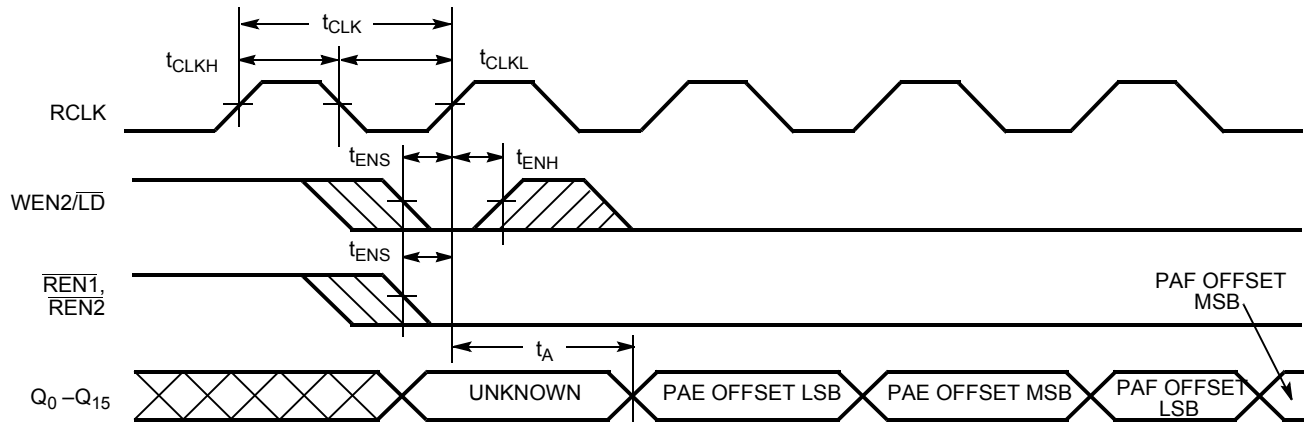 tCLK
tCLKH
tCLKL
RCLK
tENS
tENH
WEN2/LD
tENS
REN1,
REN2
PAF OFFSET
MSB
tA
Q0 –Q15
UNKNOWN
PAE OFFSET LSB
PAE OFFSET MSB
PAF OFFSET
LSB